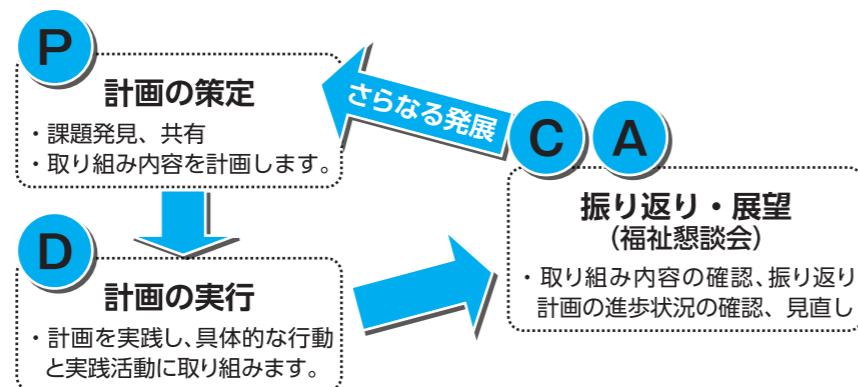 P
計画の策定
・課題発見、共有
・取り組み内容を計画します。
さらなる発展
C A
振り返り・展望
(福祉懇談会)
・取り組み内容の確認、振り返り
計画の進歩状況の確認、見直し
D
計画の実行
・計画を実践し、具体的な行動
と実践活動に取り組みます。